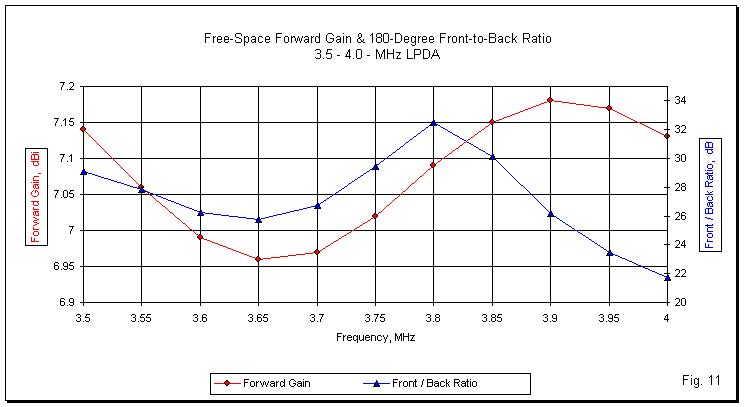 Free-Space Forward Gain & 180-Degree Front-to-Back Ratio
3.5 - 4.0 - MHz LPDA
7.2
7.15
7.1
7.05
7
6.95
6.9
Forward Gain, dBi
34
32
30
28
26
24
22
20
Front / Back Ratio, dB
3.5 3.55 3.6 3.65 3.7 3.75 3.8 3.85 3.9 3.95 4
Frequency, MHz
Forward Gain Front / Back Ratio
Fig. 11